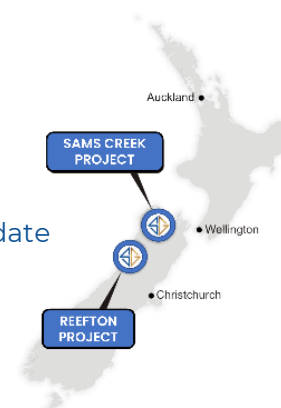 Auckland
SAMS CREEK
PROJECT
date
Wellington
Christchurch
REEFTON
PROJECT